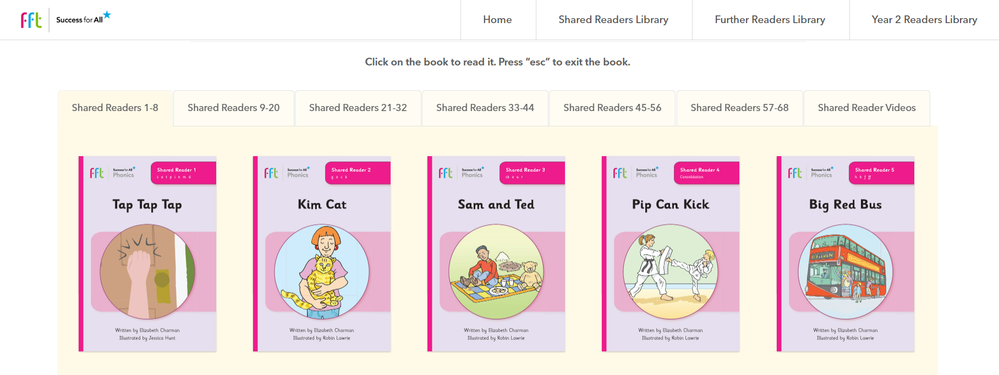 fft Success for All
Home
Shared Readers Library
Further Readers Library
Year 2 Readers Library
Click on the book to read it. Press “esc” to exit the book.
Shared Readers 1-8
Shared Readers 9-20
Shared Readers 21-32
Shared Readers 33-44
Shared Readers 45-56
Shared Readers 57-68
Shared Reader Videos
fft Success for All
Phonics
Shared Reader 1
s a t p i n m d
Tap Tap Tap
Written by Elizabeth Charman
Illustrated by Jessica Hunt
fft Success for All
Phonics
Shared Reader 2
g o c k
Kim Cat
Written by Elizabeth Charman
Illustrated by Robin Lawrie
fft Success for All
Phonics
Shared Reader 3
ck e u r
Sam and Ted
Written by Elizabeth Charman
Illustrated by Robin Lawrie
fft Success for All
Phonics
Shared Reader 4
Consolidation
Pip Can Kick
Written by Elizabeth Charman
Illustrated by Robin Lawrie
fft Success for All
Phonics
Shared Reader 5
h b f ff
Big Red Bus
Written by Elizabeth Charman
Illustrated by Robin Lawrie